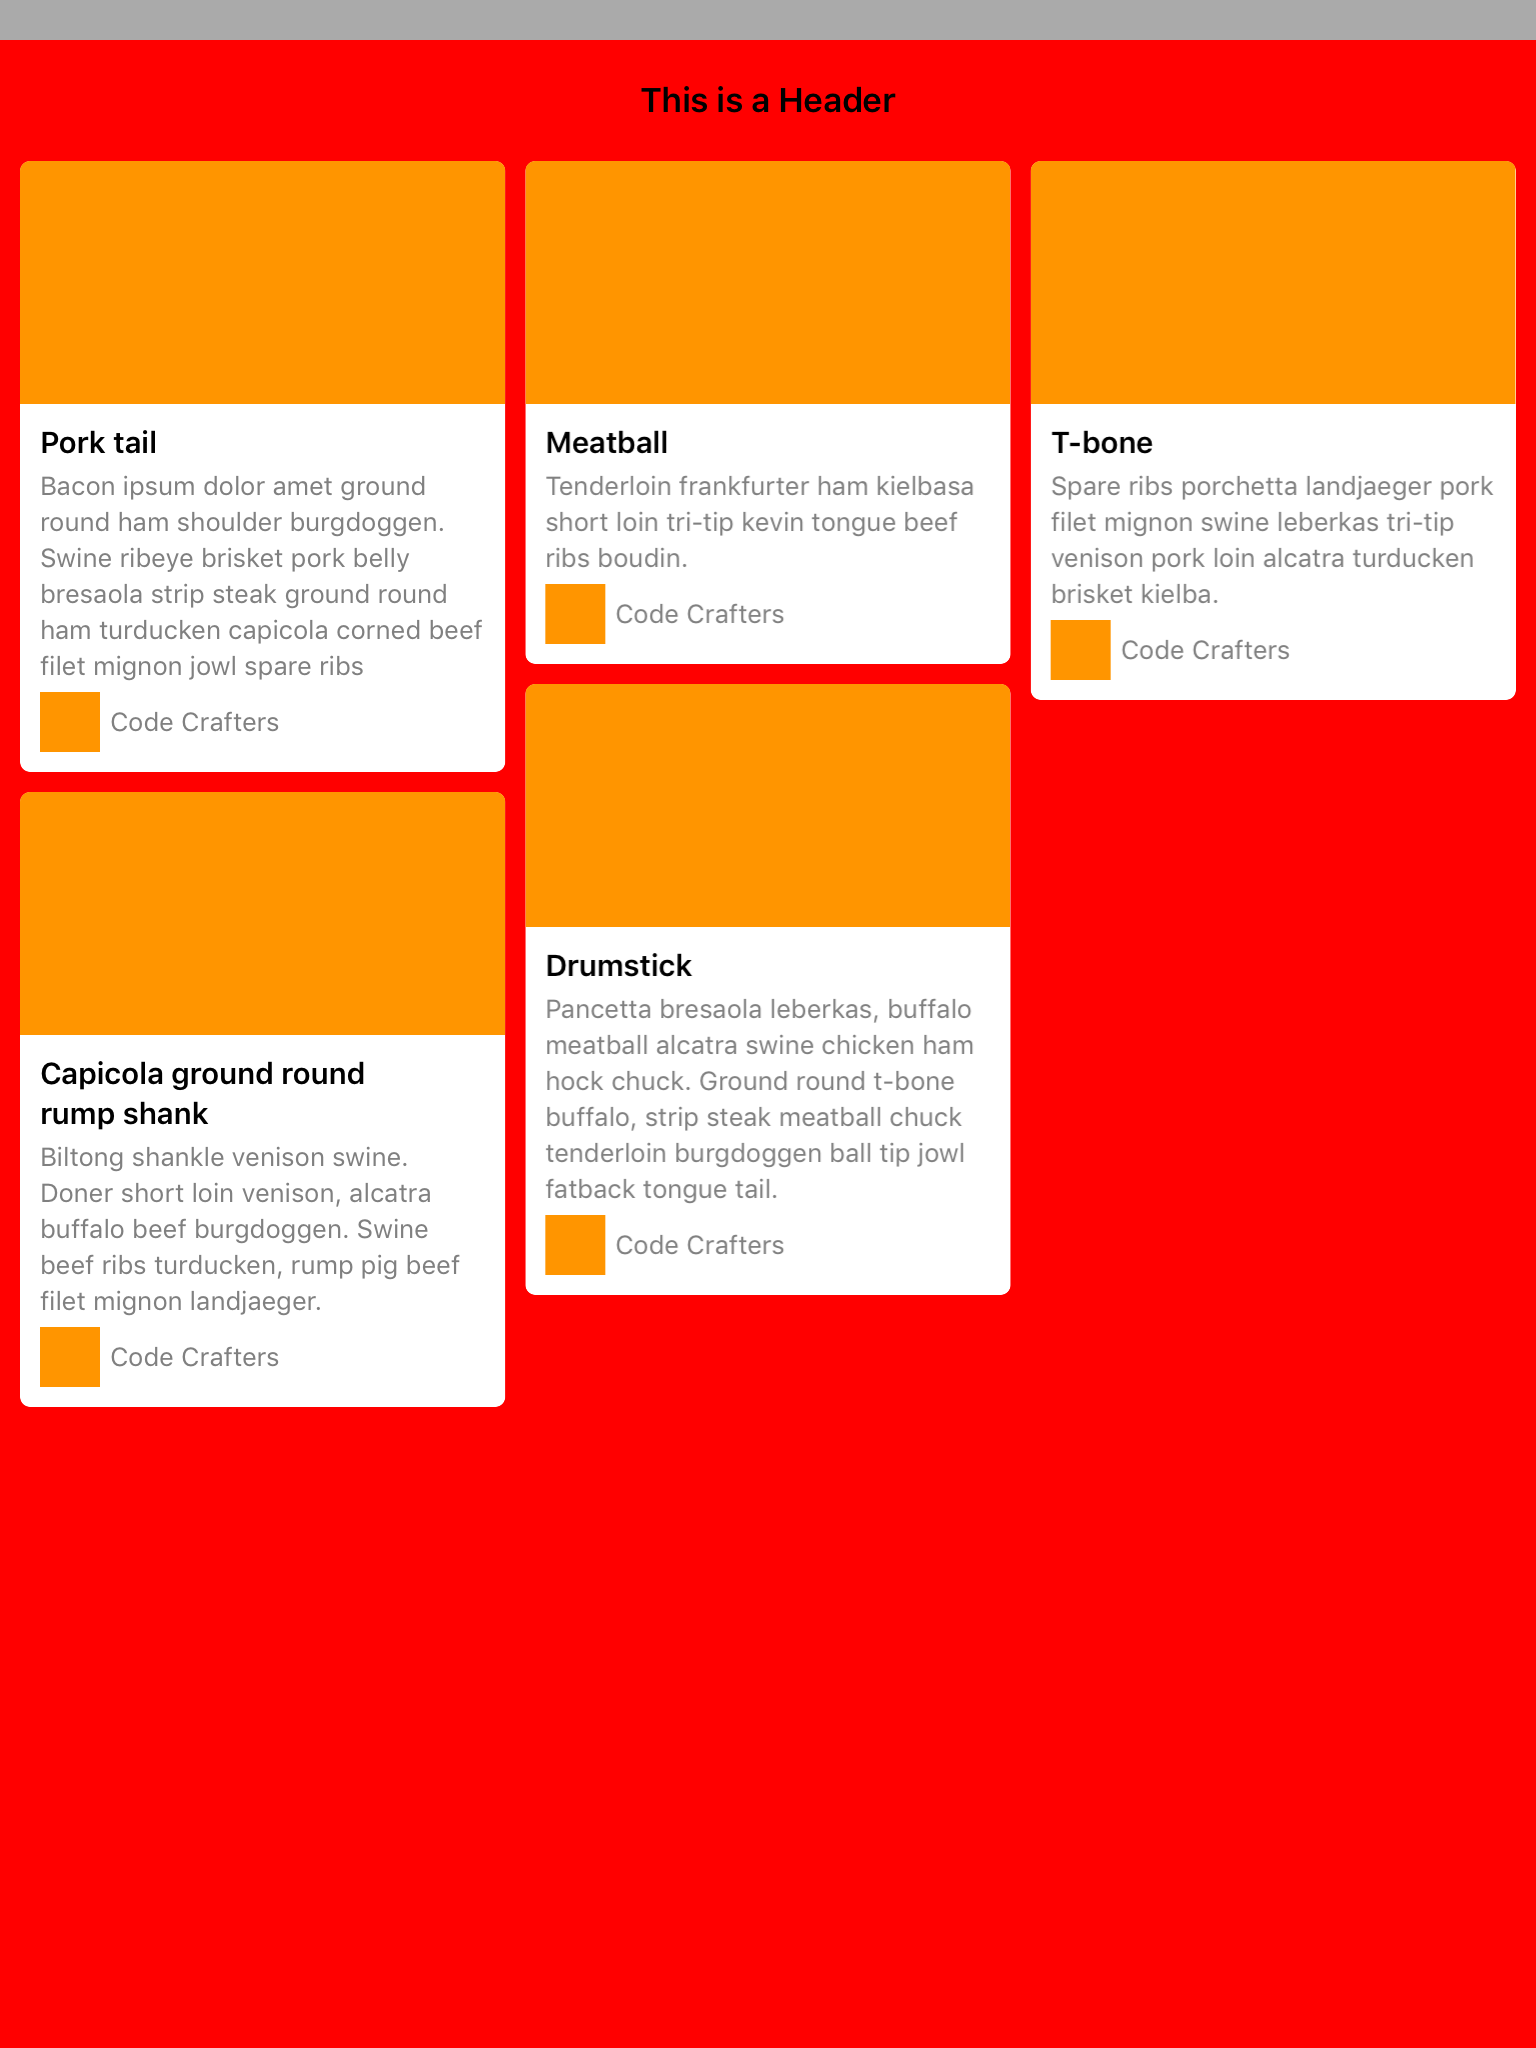 This is a Header
Pork tail
Bacon ipsum dolor amet ground
round ham shoulder burgdoggen.
Swine ribeye brisket pork belly
bresaola strip steak ground round
ham turducken capicola corned beef
filet mignon jowl spare ribs
Code Crafters
Meatball
Tenderloin frankfurter ham kielbasa
short loin tri-tip kevin tongue beef
ribs boudin.
Code Crafters
T-bone
Spare ribs porchetta landjaeger pork
filet mignon swine leberkas tri-tip
venison pork loin alcatra turducken
brisket kielba.
Code Crafters
Capicola ground round
rump shank
Biltong shankle venison swine.
Doner short loin venison, alcatra
buffalo beef burgdoggen. Swine
beef ribs turducken, rump pig beef
filet mignon landjaeger.
Code Crafters
Drumstick
Pancetta bresaola leberkas, buffalo
meatball alcatra swine chicken ham
hock chuck. Ground round t-bone
buffalo, strip steak meatball chuck
tenderloin burgdoggen ball tip jowl
fatback tongue tail.
Code Crafters